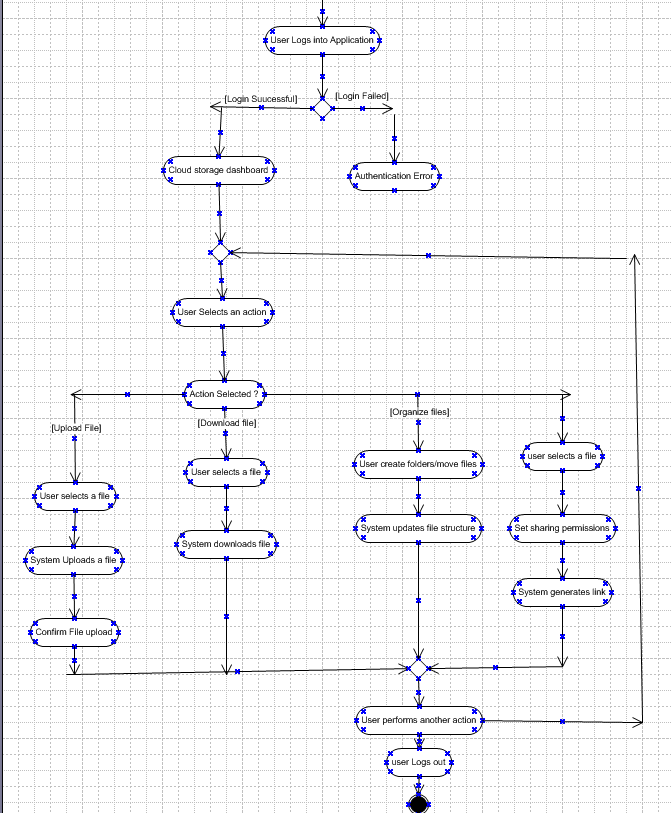 User Logs into Application
[Login Suucessful]
[Login Failed]
Cloud storage dashboard
Authentication Error
User Selects an action
Action Selected ?
[Upload File]
[Download file]
[Organize files]
User selects a file
User selects a file
User create folders/move files
user selects a file
System Uploads a file
System downloads file
System updates file structure
Set sharing permissions
System generates link
Confirm File upload
User performs another action
user Logs out